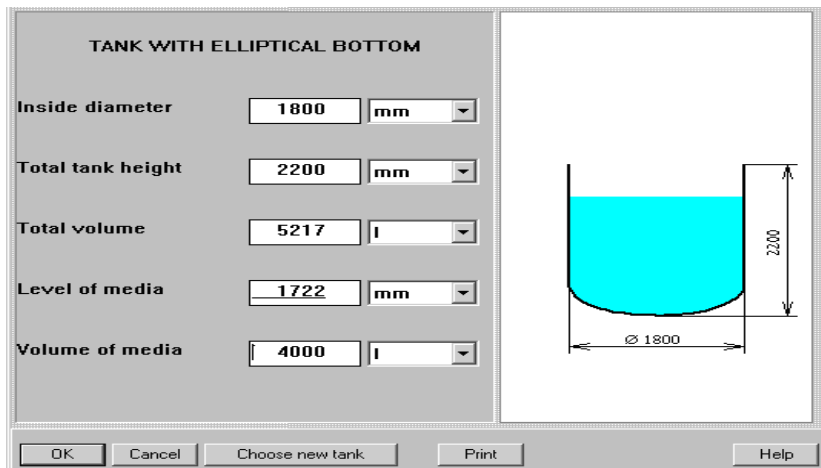 TANK WITH ELLIPTICAL BOTTOM
Inside diameter 1800 mm
Total tank height 2200 mm
Total volume 5217 l
Level of media 1722 mm
Volume of media 4000 l
2200
Ø 1800
OK Cancel Choose new tank Print Help